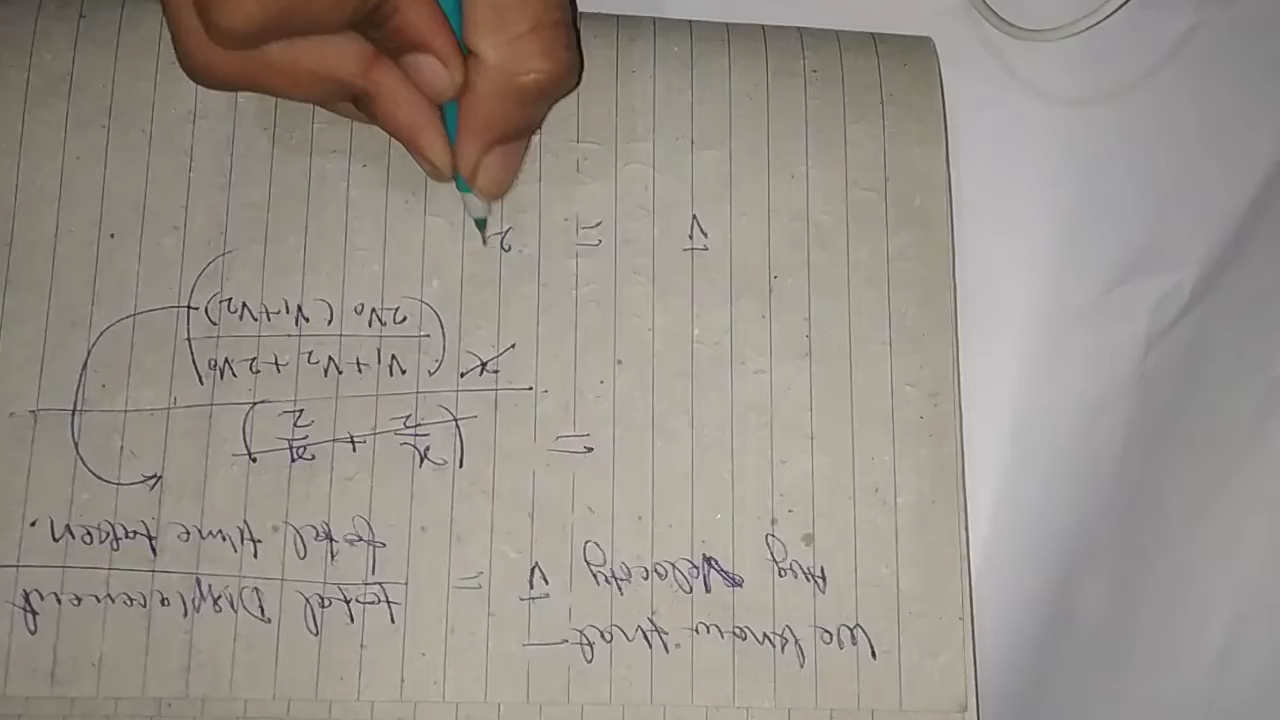 We know that —
Avg Velocity v̄ = total Displacement
total time taken.
= (x/2 + x/2)
x (V₁ + V₂ + 2V₀
2V₀ (V₁+V₂))
v̄ = 2